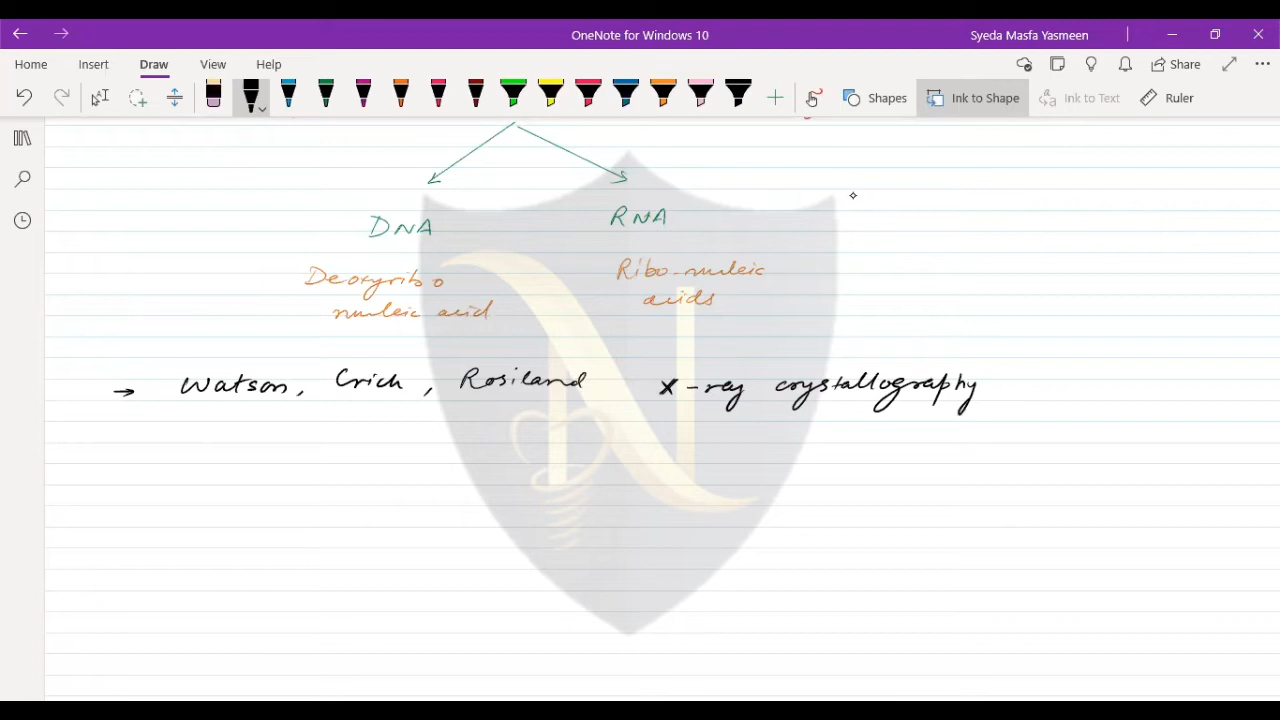 OneNote for Windows 10
Syeda Masfa Yasmeen
Home Insert Draw View Help
Share
Shapes Ink to Shape Ink to Text Ruler
DNA RNA
Deoxyribo
nucleic acid
Ribo-nucleic
acids
→ Watson, Crick, Rosiland X-ray crystallography